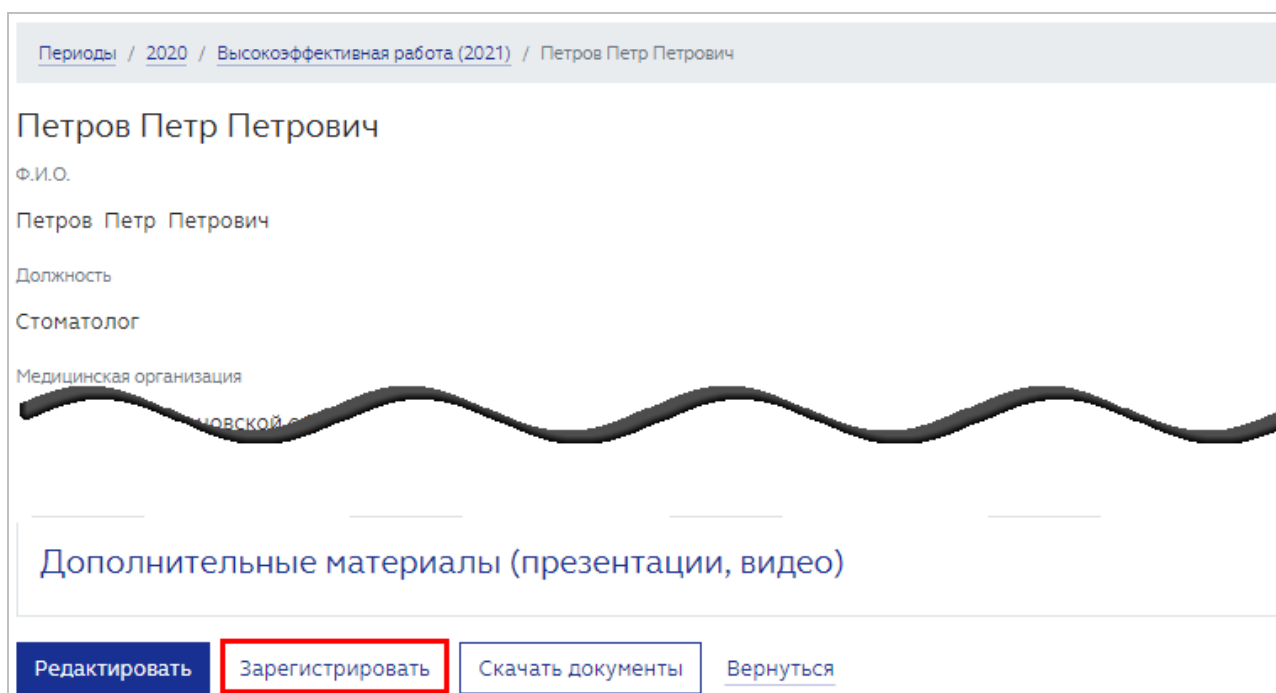 Периоды / 2020 / Высокоэффективная работа (2021) / Петров Петр Петрович
Петров Петр Петрович
Ф.И.О.
Петров Петр Петрович
Должность
Стоматолог
Медицинская организация
Дополнительные материалы (презентации, видео)
Редактировать Зарегистрировать Скачать документы Вернуться